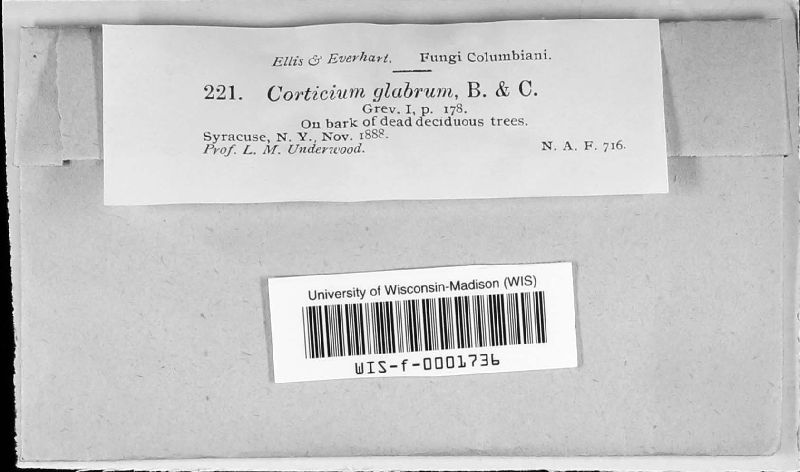 Ellis & Everhart. Fungi Columbiani.
221. Corticium glabrum, B. & C.
Grev. I, p. 178.
On bark of dead deciduous trees.
Syracuse, N. Y., Nov. 1888.
Prof. L. M. Underwood. N. A. F. 716.
University of Wisconsin-Madison (WIS)
WIS-f-0001736